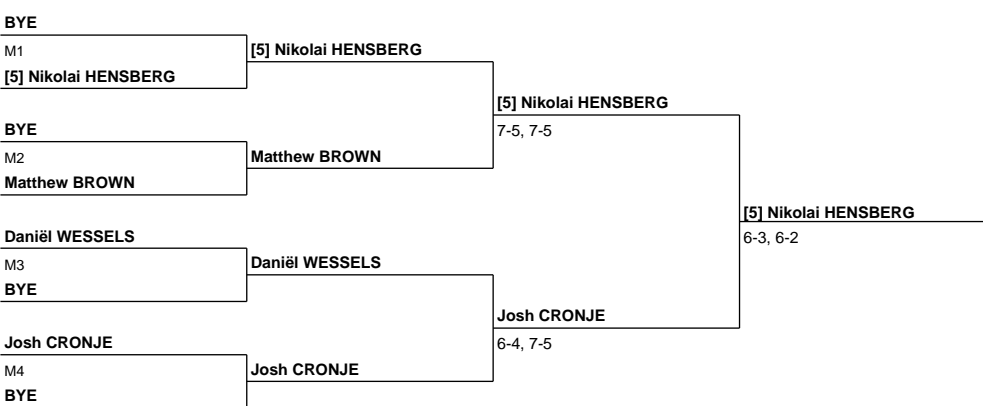 BYE
M1
[5] Nikolai HENSBERG
[5] Nikolai HENSBERG
BYE
M2
Matthew BROWN
Matthew BROWN
[5] Nikolai HENSBERG
7-5, 7-5
Daniël WESSELS
M3
BYE
Daniël WESSELS
Josh CRONJE
M4
BYE
Josh CRONJE
Josh CRONJE
6-4, 7-5
[5] Nikolai HENSBERG
6-3, 6-2